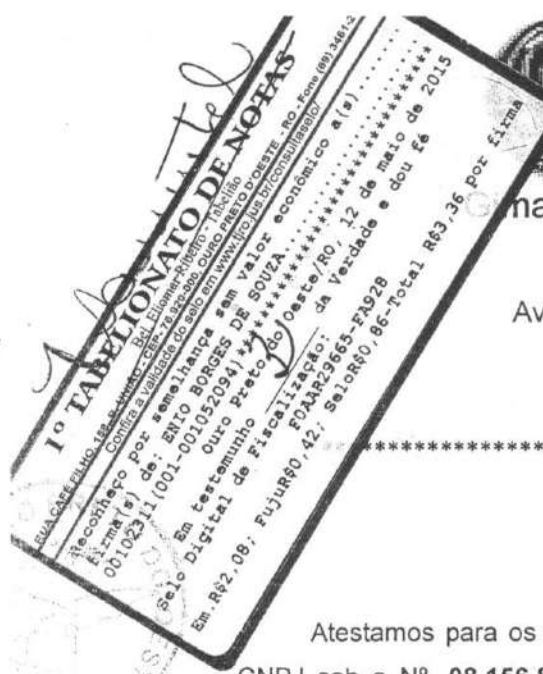 1º TABELIONATO DE NOTAS
Bel. Eliomar Ribeiro - Tabelião
RUA CAFÉ FILHO, 158-B. UNIÃO - CEP- 76.920-000, OURO PRETO D'OESTE - RO - Fone (69) 3461-2
Confira a validade do selo em www.tjro.jus.br/consultaselo/
Reconheço por semelhança sem valor econômico a(s)
firma(s) de: ENIO BORGES DE SOUZA
00102311(001-001052094)
Ouro Preto do Oeste/RO, 12 de maio de 2015
Em testemunho da Verdade e dou fé
Selo Digital de Fiscalização: F0AAR29665-FA928
Em.R$2,08; FujuR$0,42; SeloR$0,86-Total R$3,36 por firma
Av
Atestamos para os
CNPJ sob o Nº 08.156